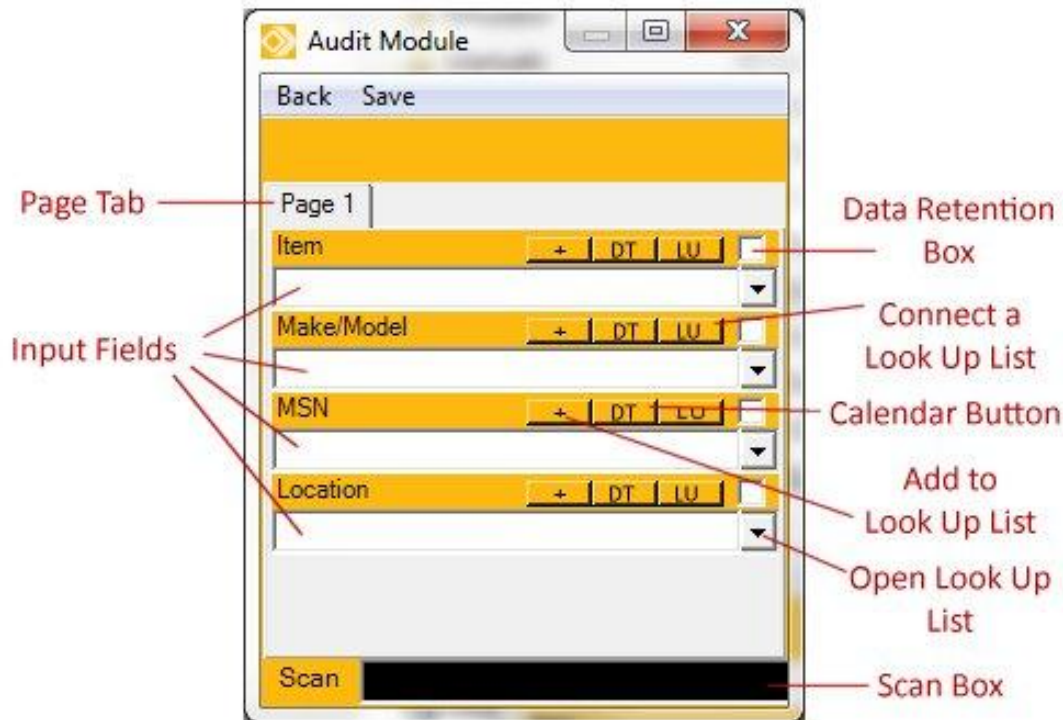 Audit Module
Back Save
Page Tab
Page 1
Data Retention
Box
Item + DT LU
Connect a
Look Up List
Input Fields
Make/Model + DT LU
Calendar Button
MSN + DT LU
Add to
Look Up List
Location + DT LU
Open Look Up
List
Scan
Scan Box